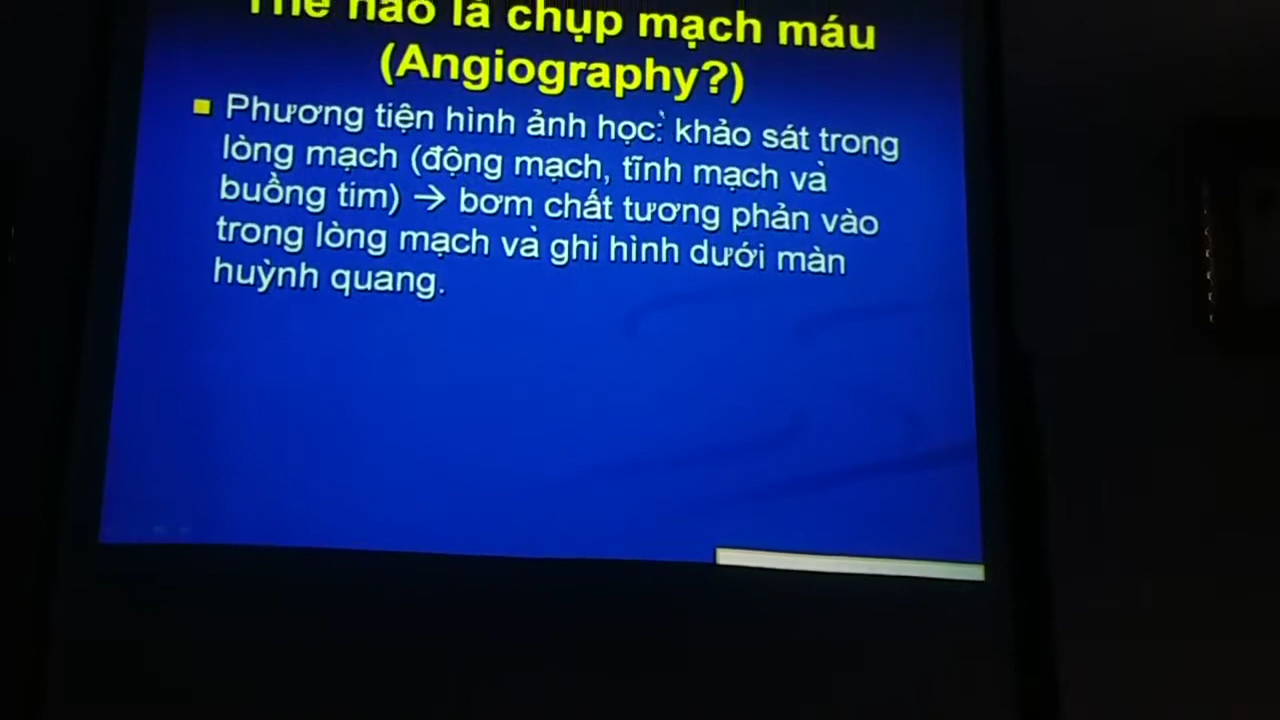 Thế nào là chụp mạch máu
(Angiography?)
Phương tiện hình ảnh học: khảo sát trong
lòng mạch (động mạch, tĩnh mạch và
buồng tim) → bơm chất tương phản vào
trong lòng mạch và ghi hình dưới màn
huỳnh quang.